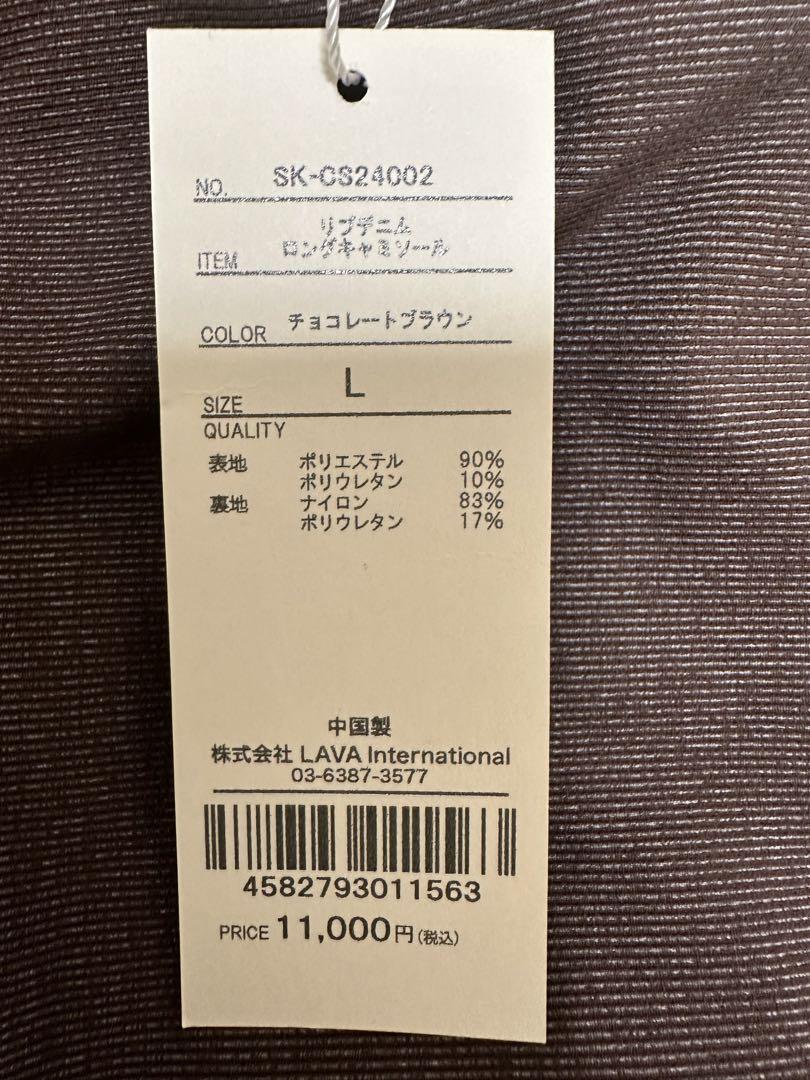 NO. SK-CS24002
リブデニム
ITEM ロングキャミソール
COLOR チョコレートブラウン
SIZE L
QUALITY
表地 ポリエステル 90%
ポリウレタン 10%
裏地 ナイロン 83%
ポリウレタン 17%
中国製
株式会社 LAVA International
03-6387-3577
4582793011563
PRICE 11,000円(税込)